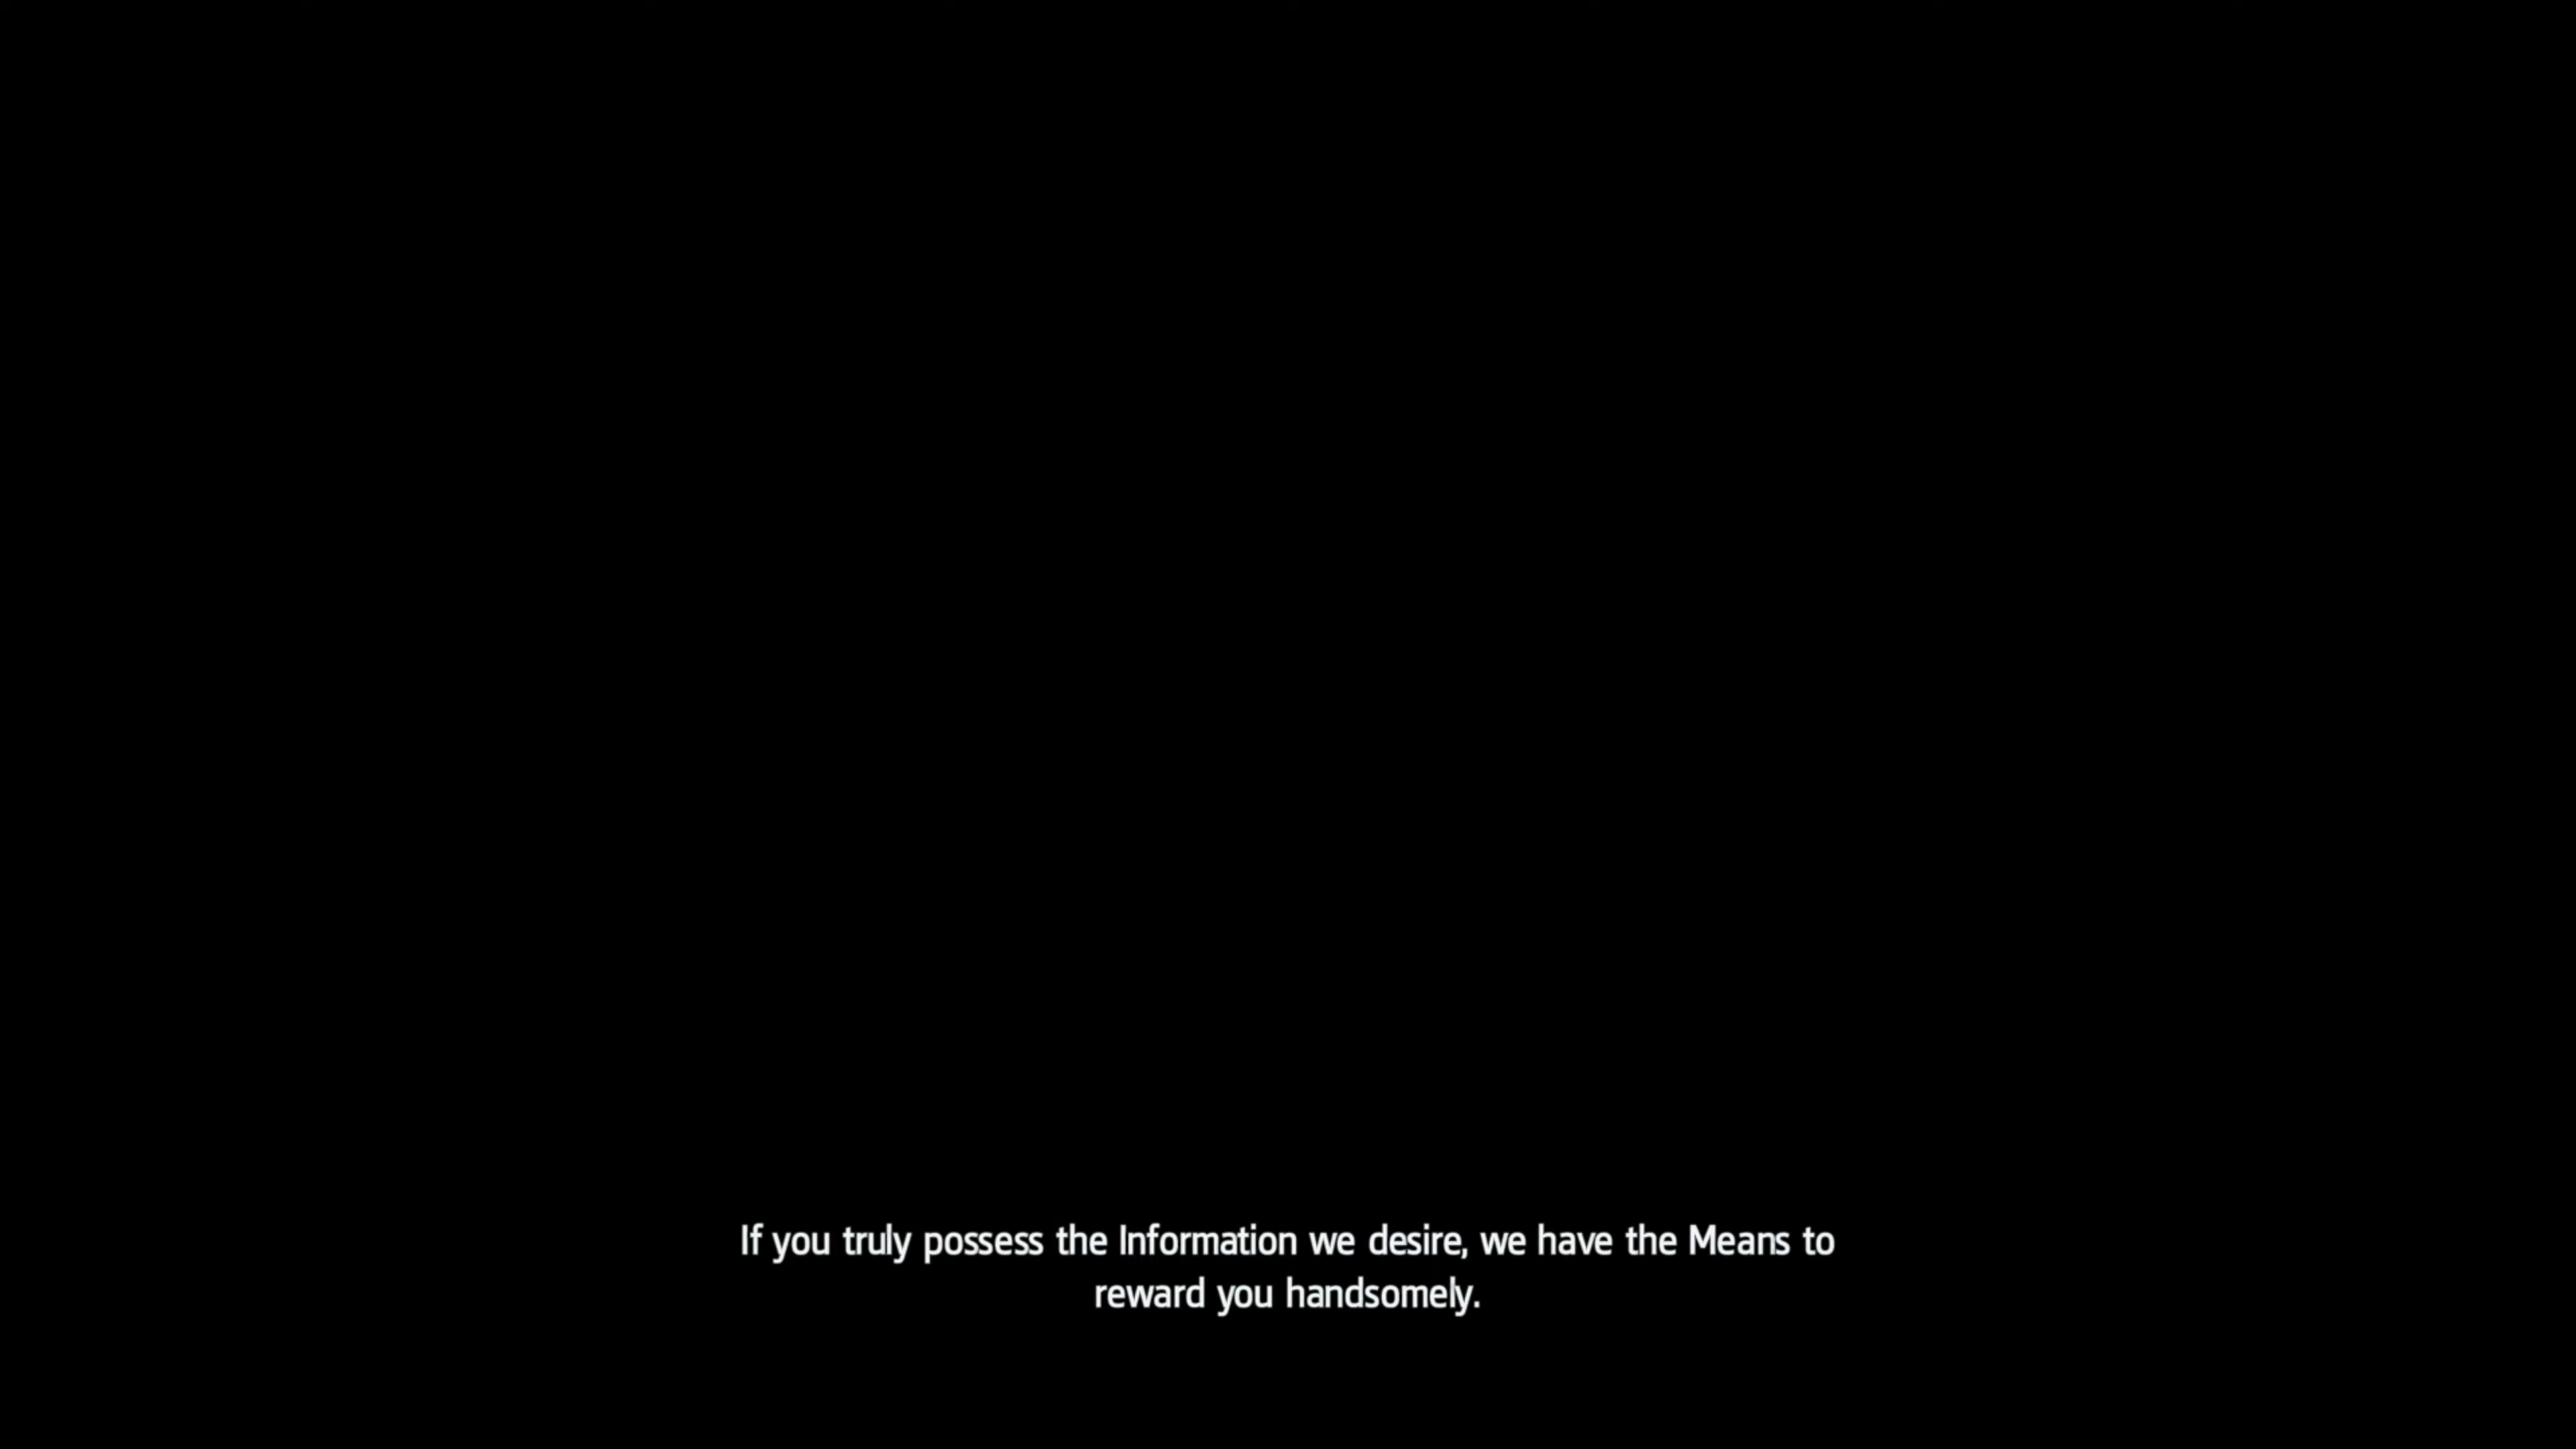 If you truly possess the Information we desire, we have the Means to
reward you handsomely.